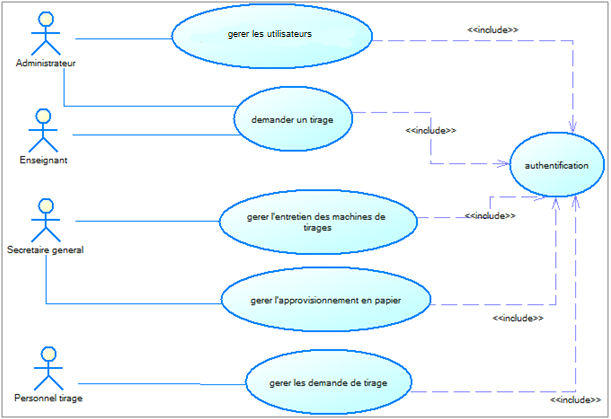 gerer les utilisateurs
<<include>>
Administrateur
demander un tirage
<<include>>
Enseignant
authentification
gerer l'entretien des machines de
tirages
<<include>>
Secretaire general
gerer l'approvisionnement en papier
<<include>>
gerer les demande de tirage
Personnel tirage
<<include>>